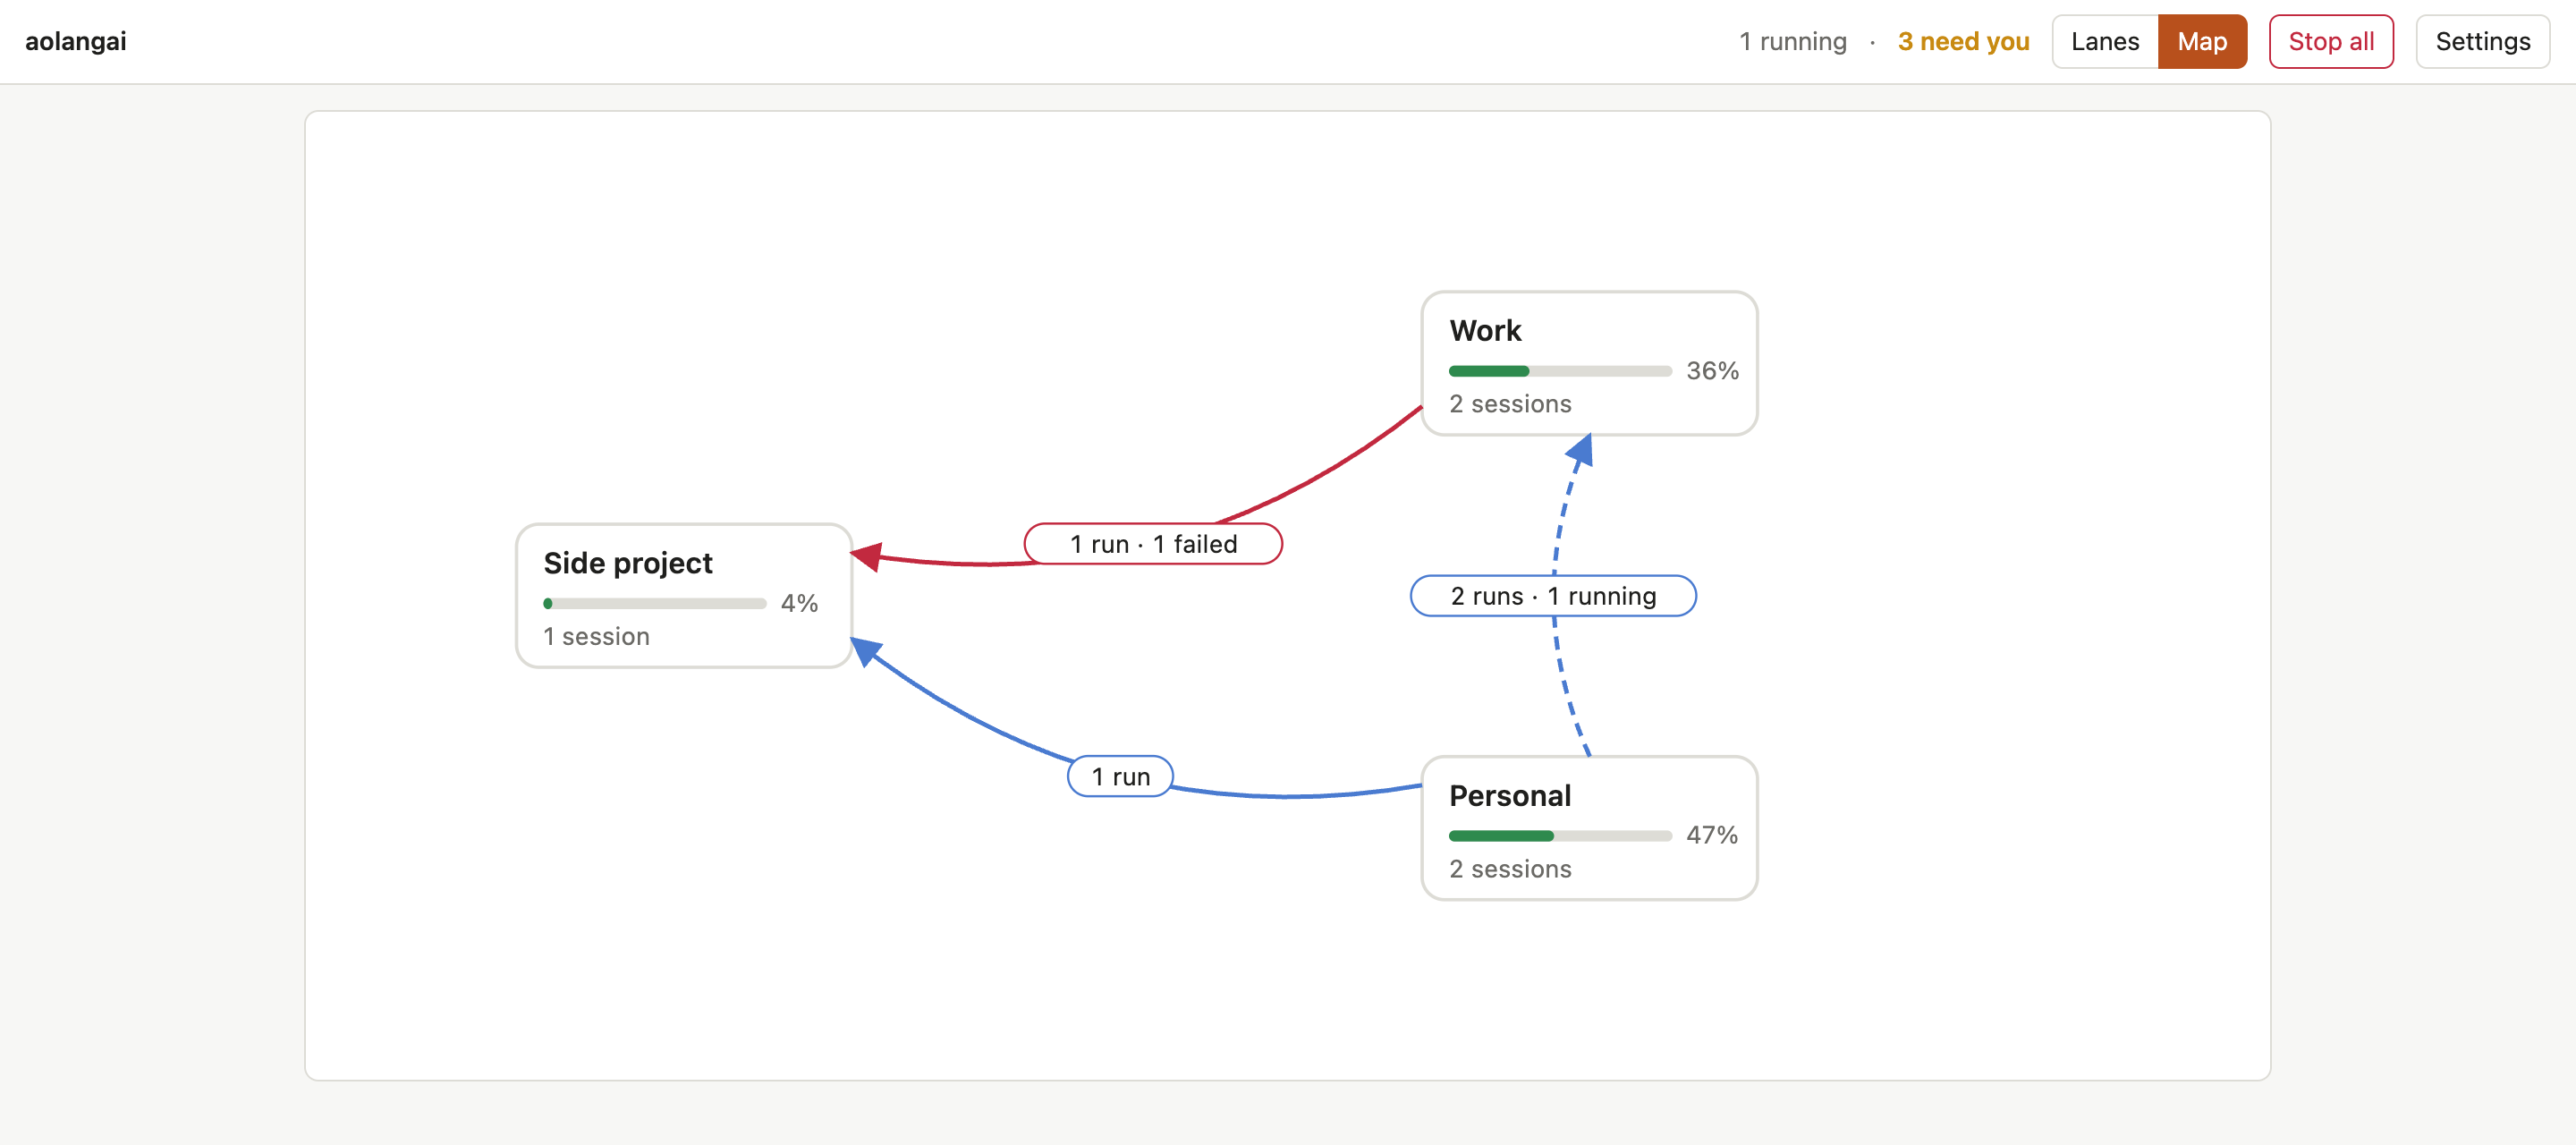 aolangai
1 running · 3 need you
Lanes
Map
Stop all
Settings
Work
36%
2 sessions
1 run · 1 failed
Side project
4%
1 session
2 runs · 1 running
1 run
Personal
47%
2 sessions